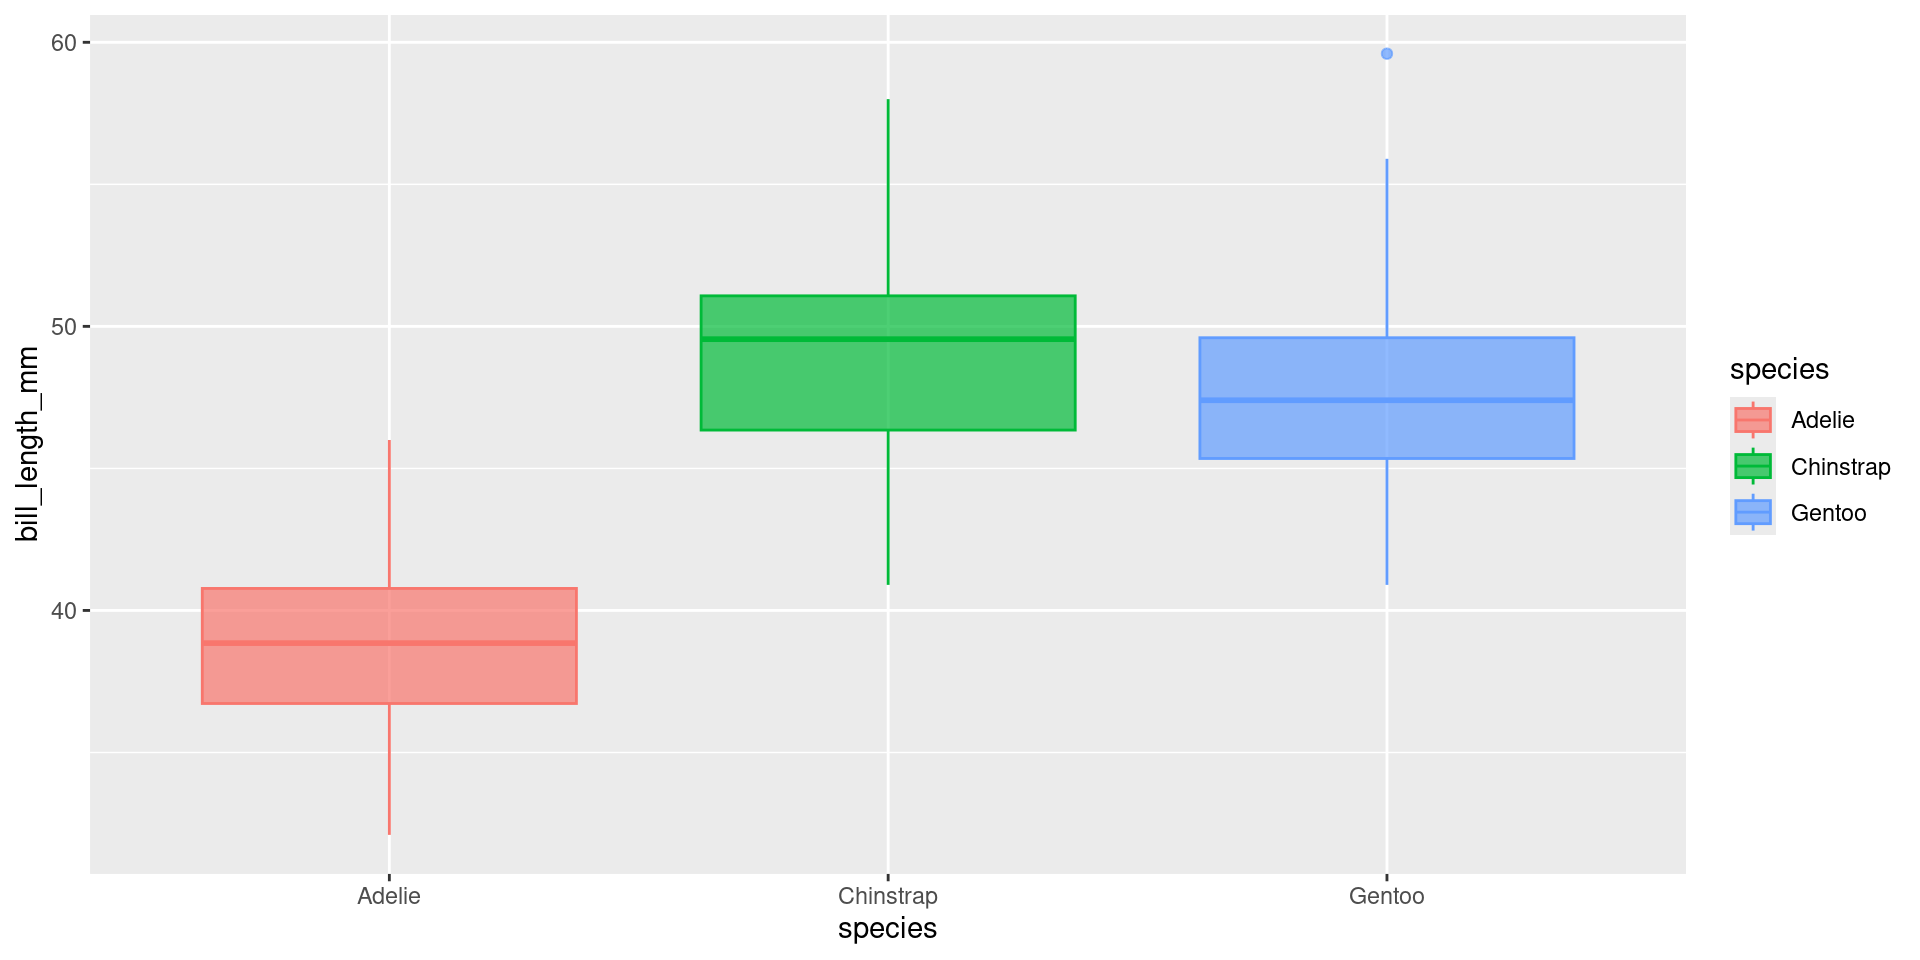 60
50
40
bill_length_mm
Adelie
Chinstrap
Gentoo
species
species
Adelie
Chinstrap
Gentoo